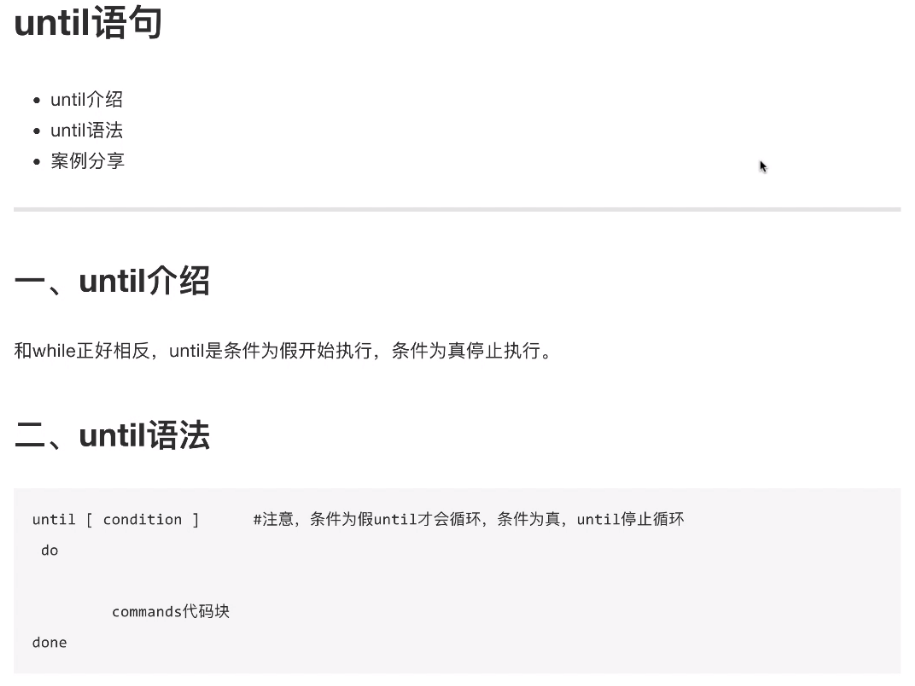 until语句
until介绍
until语法
案例分享
一、until介绍
和while正好相反，until是条件为假开始执行，条件为真停止执行。
二、until语法
until [ condition ]      #注意，条件为假until才会循环，条件为真，until停止循环
do
commands代码块
done